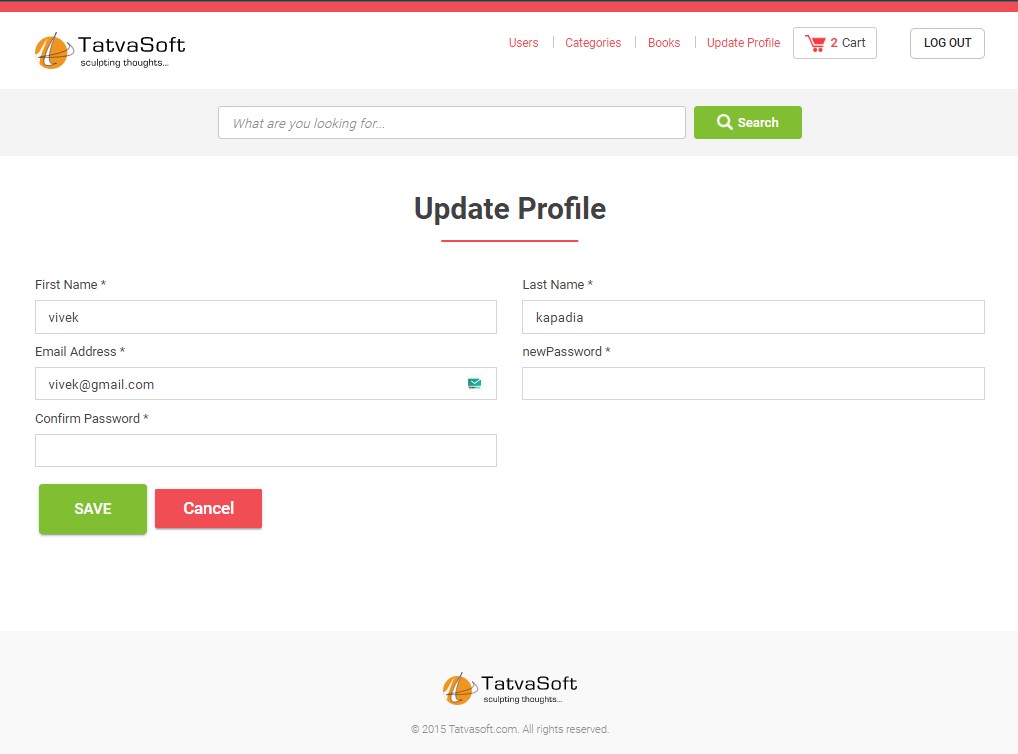 TatvaSoft
sculpting thoughts...
Users
Categories
Books
Update Profile
2 Cart
LOG OUT
What are you looking for...
Search
Update Profile
First Name *
Last Name *
vivek
kapadia
Email Address *
newPassword *
vivek@gmail.com
Confirm Password *
SAVE
Cancel
TatvaSoft
sculpting thoughts...
© 2015 Tatvasoft.com. All rights reserved.